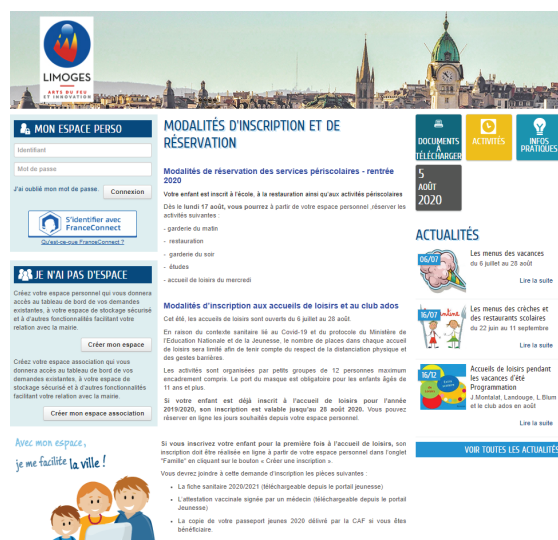 LIMOGES
ARTS DU FEU
ET INNOVATION
MON ESPACE PERSO
Identifiant
Mot de passe
J'ai oublié mon mot de passe.
Connexion
S'identifier avec
FranceConnect
Qu'est-ce-que FranceConnect ?
JE N'AI PAS D'ESPACE
Créez votre espace personnel qui vous donnera
accès au tableau de bord de vos demandes
existantes, à votre espace de stockage sécurisé
et à d'autres fonctionnalités facilitant votre
relation avec la mairie.
Créer mon espace
Créez votre espace association qui vous
donnera accès au tableau de bord de vos
demandes existantes, à votre espace de
stockage sécurisé et à d'autres fonctionnalités
facilitant votre relation avec la mairie.
Créer mon espace association
Avec mon espace,
je me facilite la ville !
MODALITÉS D'INSCRIPTION ET DE
RÉSERVATION
Modalités de réservation des services périscolaires - rentrée
2020
Votre enfant est inscrit à l'école, à la restauration ainsi qu'aux activités périscolaires
Dès le lundi 17 août, vous pourrez à partir de votre espace personnel ,réserver les
activités suivantes :
- garderie du matin
- restauration
- garderie du soir
- études
- accueil de loisirs du mercredi
Modalités d'inscription aux accueils de loisirs et au club ados
Cet été, les accueils de loisirs sont ouverts du 6 juillet au 28 août.
En raison du contexte sanitaire lié au Covid-19 et du protocole du Ministère de
l'Education Nationale et de la Jeunesse, le nombre de places dans chaque accueil
de loisirs sera limité afin de tenir compte du respect de la distanciation physique et
des gestes barrières.
Les activités sont organisées par petits groupes de 12 personnes maximum
encadrement compris. Le port du masque est obligatoire pour les enfants âgés de
11 ans et plus.
Si votre enfant est déjà inscrit à l'accueil de loisirs pour l'année
2019/2020, son inscription est valable jusqu'au 28 août 2020. Vous pouvez
réserver en ligne les jours souhaités depuis votre espace personnel.
Si vous inscrivez votre enfant pour la première fois à l'accueil de loisirs, son
inscription doit être réalisée en ligne à partir de votre espace personnel dans l'onglet
"Famille" en cliquant sur le bouton « Créer une inscription ».
Vous devrez joindre à cette demande d'inscription les pièces suivantes :
• La fiche sanitaire 2020/2021 (téléchargeable depuis le portail jeunesse)
• L'attestation vaccinale signée par un médecin (téléchargeable depuis le portail
Jeunesse)
• La copie de votre passeport jeunes 2020 délivré par la CAF si vous êtes
bénéficiaire.
DOCUMENTS
À
TÉLÉCHARGER
ACTIVITÉS
INFOS
PRATIQUES
5
AOÛT
2020
ACTUALITÉS
06/07
Les menus des vacances
du 6 juillet au 28 août
Lire la suite
16/07
Les menus des crèches et
des restaurants scolaires
du 22 juin au 11 septembre
Lire la suite
16/12
Accueils de loisirs pendant
les vacances d'été
Programmation
J.Montalat, Landouge, L.Blum
et le club ados en août
Lire la suite
VOIR TOUTES LES ACTUALITÉS